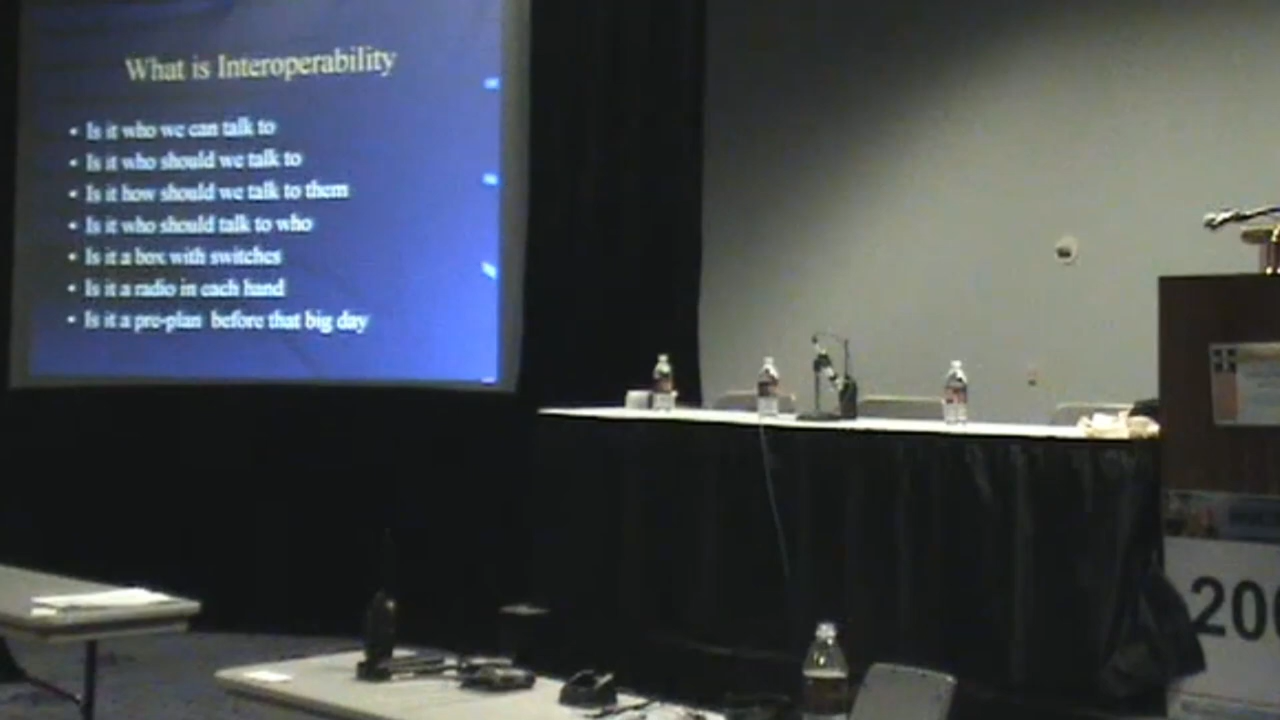 What is Interoperability
• Is it who we can talk to
• Is it who should we talk to
• Is it how should we talk to them
• Is it who should talk to who
• Is it a box with switches
• Is it a radio in each hand
• Is it a pre-plan before that big day
200